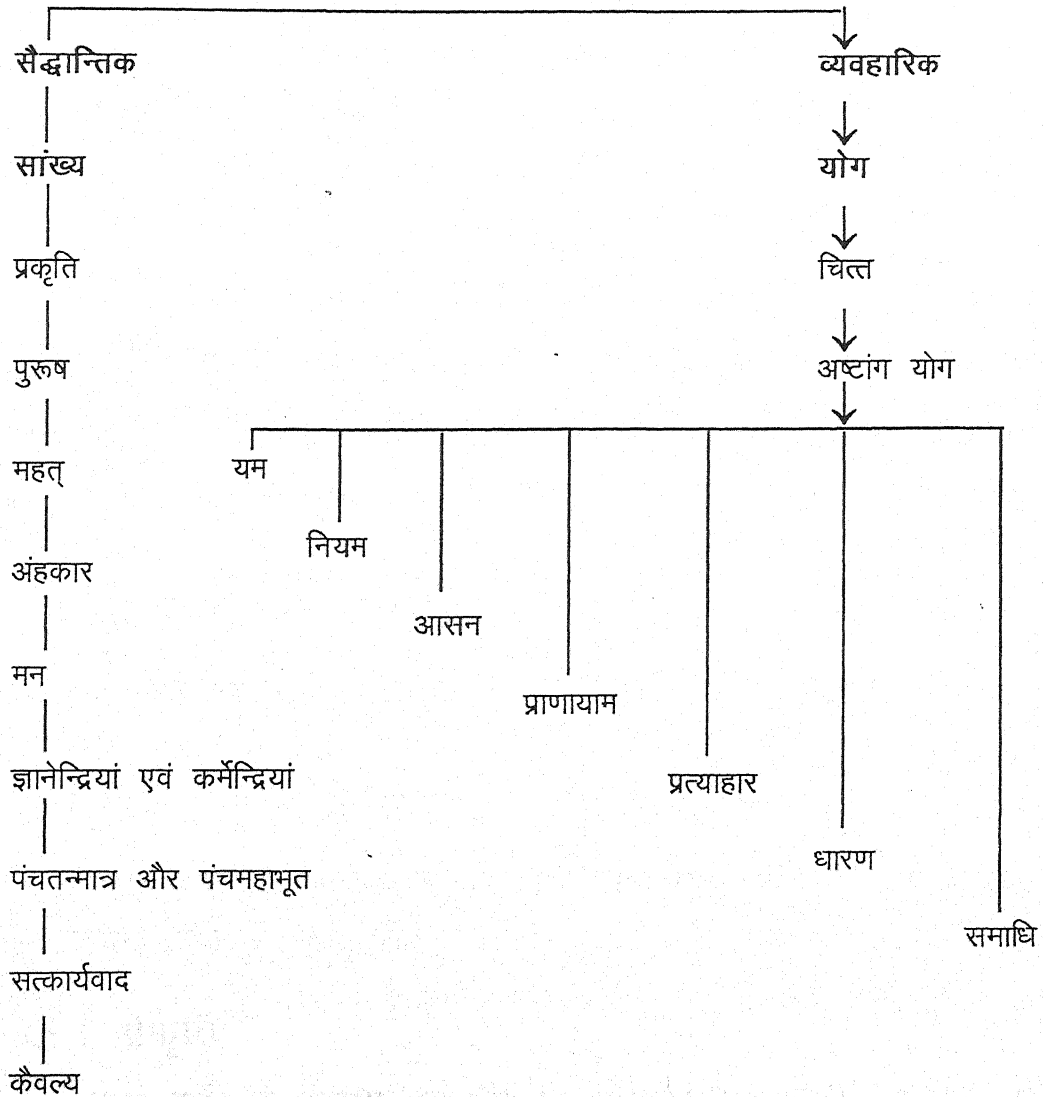 सैद्धान्तिक व्यवहारिक
सांख्य योग
प्रकृति चित्त
पुरूष अष्टांग योग
महत् यम
नियम
अंहकार
आसन
मन
प्राणायाम
ज्ञानेन्द्रियां एवं कर्मेन्द्रियां प्रत्याहार
धारण
पंचतन्मात्र और पंचमहाभूत
समाधि
सत्कार्यवाद
कैवल्य